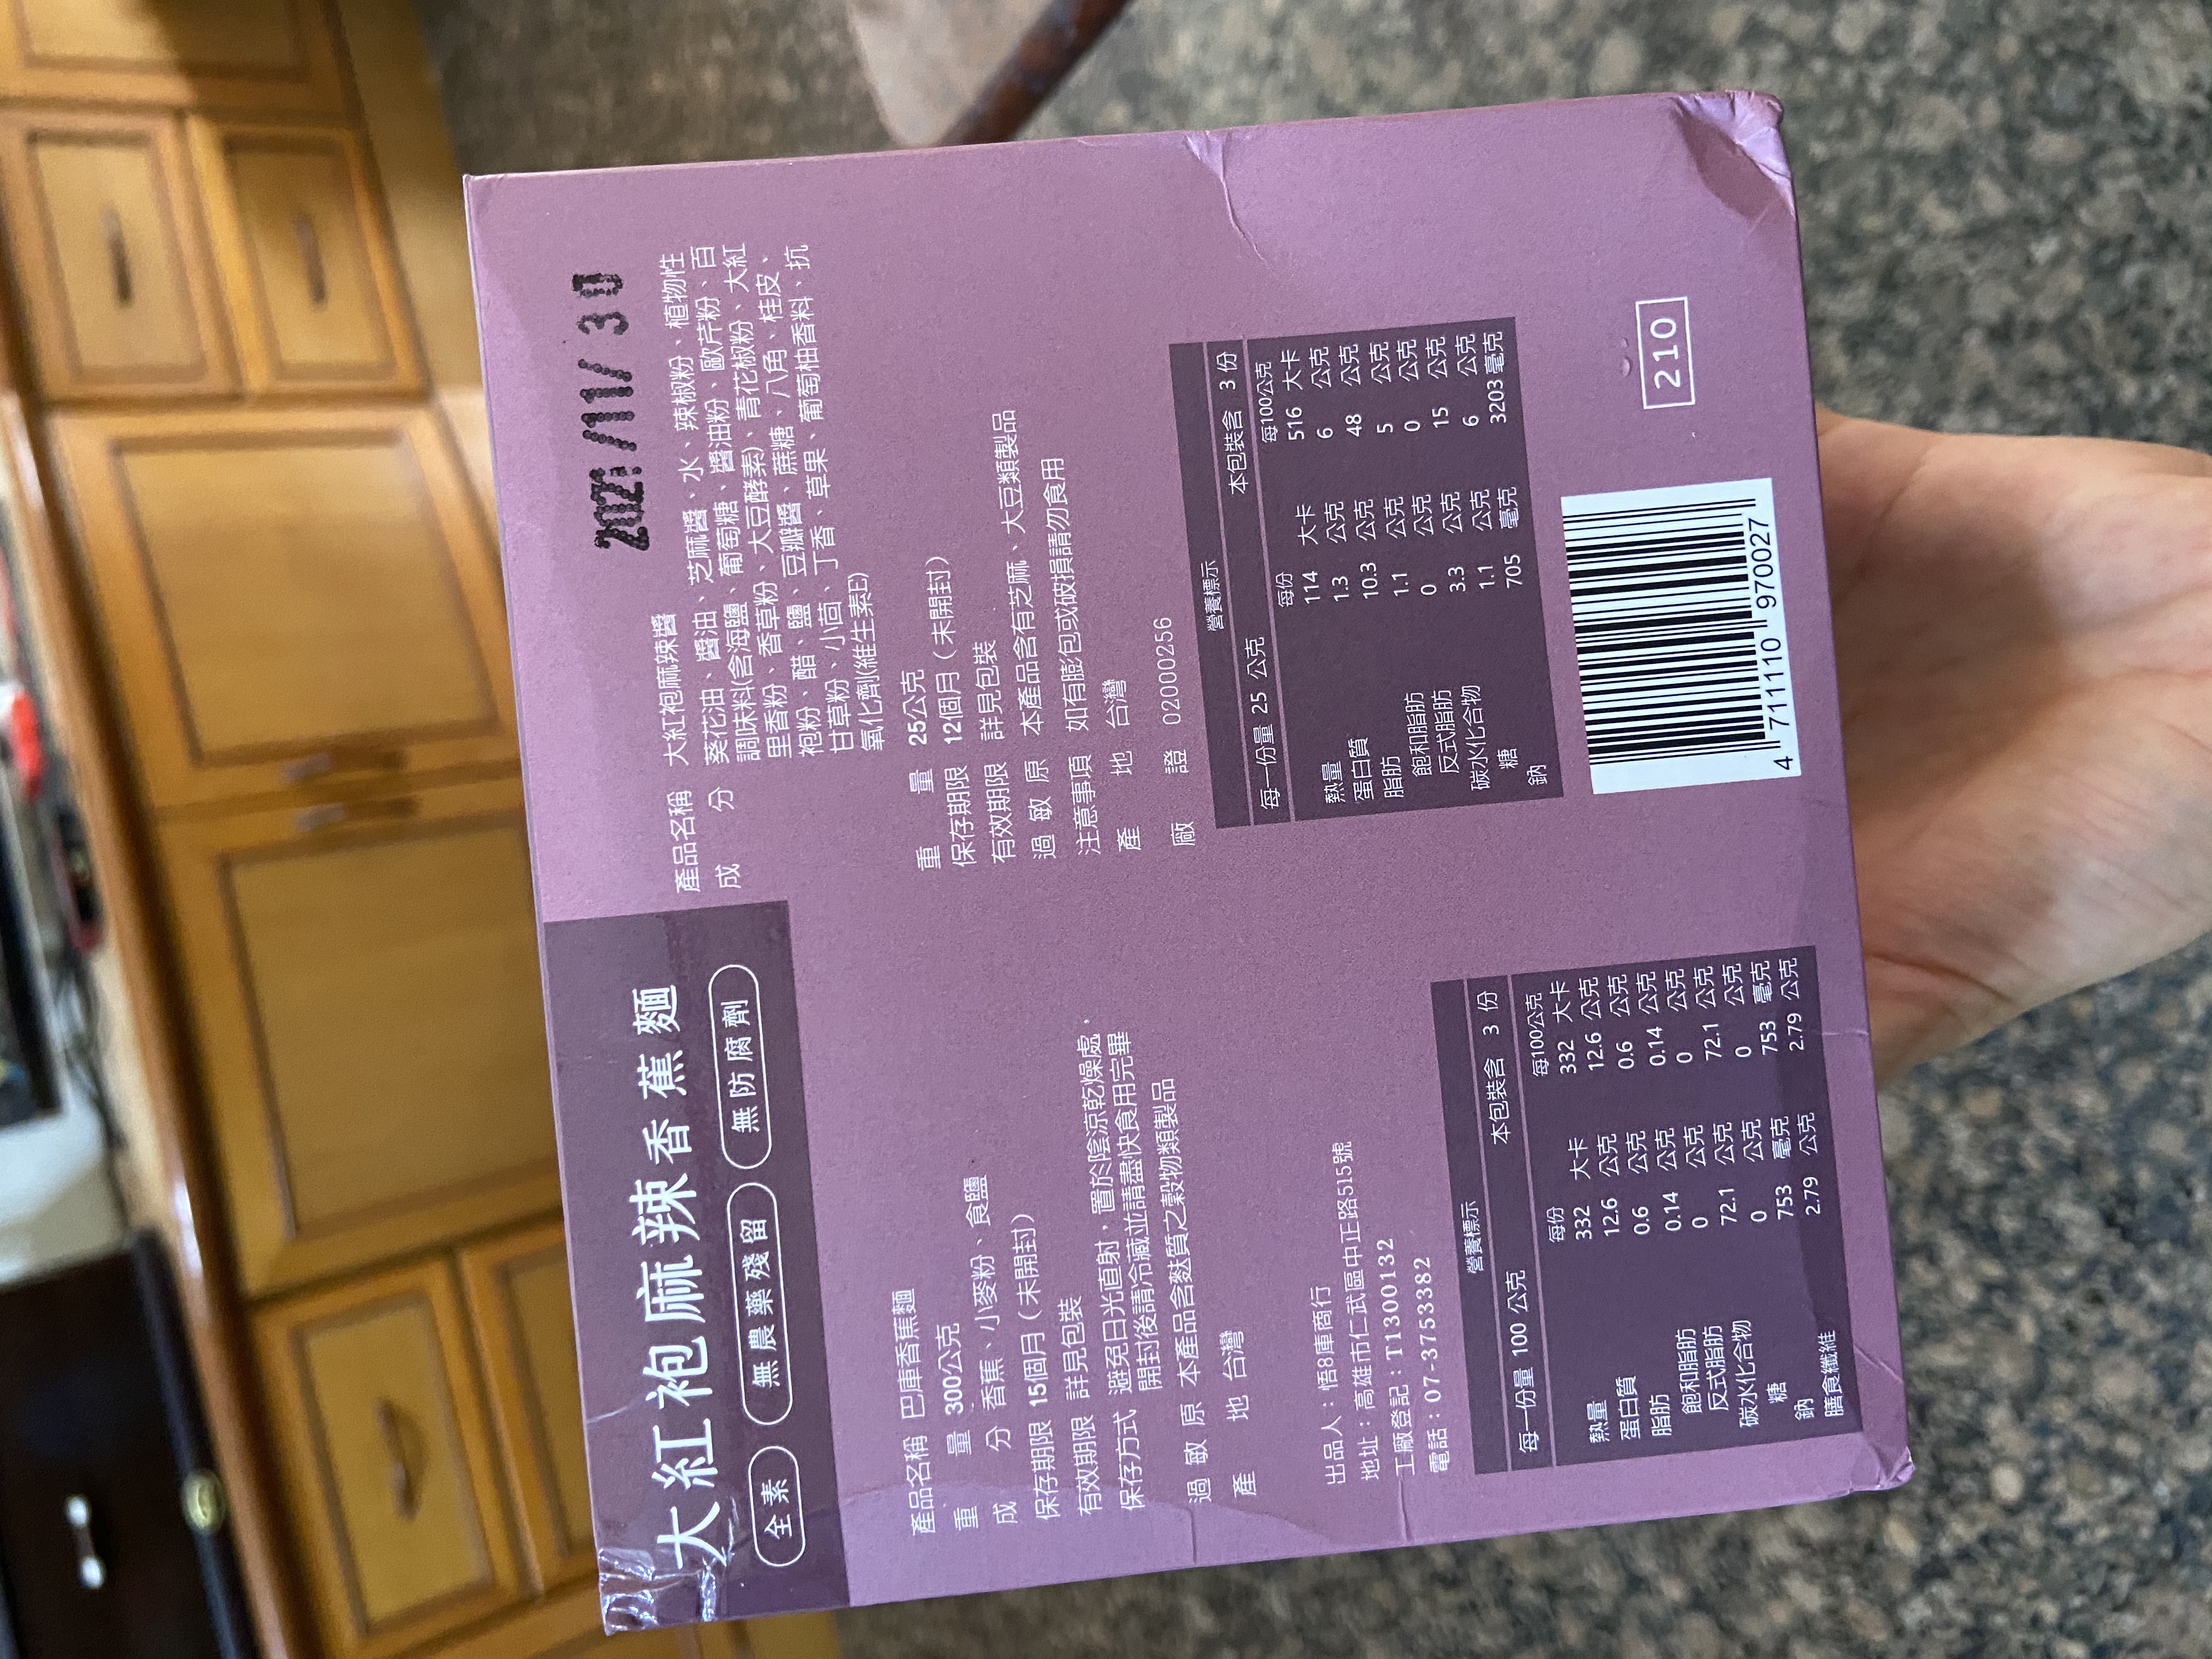 大紅袍麻辣香蕉麵
全素 無農藥殘留 無防腐劑
產品名稱 巴庫香蕉麵
重量 300公克
成分 香蕉、小麥粉、食鹽
保存期限 15個月(未開封)
有效期限 詳見包裝
保存方式 避免日光直射,置於陰涼乾燥處,
開封後請冷藏並請盡快食用完畢
過敏原 本產品含麩質之穀物類製品
產地 台灣
出品人:悟8庫商行
地址:高雄市仁武區中正路515號
工廠登記:T1300132
電話:07-3753382
營養標示
每一份量 100 公克 本包裝含 3 份
每份 每100公克
熱量 332 大卡 332 大卡
蛋白質 12.6 公克 12.6 公克
脂肪 0.6 公克 0.6 公克
飽和脂肪 0.14 公克 0.14 公克
反式脂肪 0 公克 0 公克
碳水化合物 72.1 公克 72.1 公克
糖 0 公克 0 公克
鈉 753 毫克 753 毫克
膳食纖維 2.79 公克 2.79 公克
/11/ 30
產品名稱 大紅袍麻辣醬
成分 葵花油、醬油、芝麻醬、水、辣椒粉、植物性
調味料(含海鹽、葡萄糖、醬油粉、歐芹粉、百
里香粉、香草粉、大豆酵素)、青花椒粉、大紅
袍粉、醋、鹽、豆瓣醬、蔗糖、八角、桂皮、
甘草粉、小茴、丁香、草果、葡萄柚香料、抗
氧化劑(維生素E)
重量 25公克
保存期限 12個月(未開封)
有效期限 詳見包裝
過敏原 本產品含有芝麻、大豆類製品
注意事項 如有膨包或破損請勿食用
產地 台灣
廠證 02000256
營養標示
每一份量 25 公克 本包裝含 3 份
每份 每100公克
熱量 114 大卡 516 大卡
蛋白質 1.3 公克 6 公克
脂肪 10.3 公克 48 公克
飽和脂肪 1.1 公克 5 公克
反式脂肪 0 公克 0 公克
碳水化合物 3.3 公克 15 公克
糖 1.1 公克 6 公克
鈉 705 毫克 3203 毫克
4 711110 970027
210